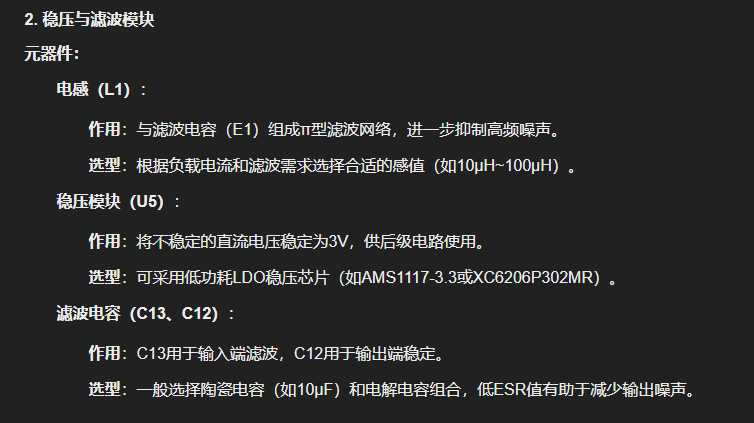 2. 稳压与滤波模块
元器件：
电感（L1）：
作用：与滤波电容（E1）组成π型滤波网络，进一步抑制高频噪声。
选型：根据负载电流和滤波需求选择合适的感值（如10μH~100μH）。
稳压模块（U5）：
作用：将不稳定的直流电压稳定为3V，供后级电路使用。
选型：可采用低功耗LDO稳压芯片（如AMS1117-3.3或XC6206P302MR）。
滤波电容（C13、C12）：
作用：C13用于输入端滤波，C12用于输出端稳定。
选型：一般选择陶瓷电容（如10μF）和电解电容组合，低ESR值有助于减少输出噪声。